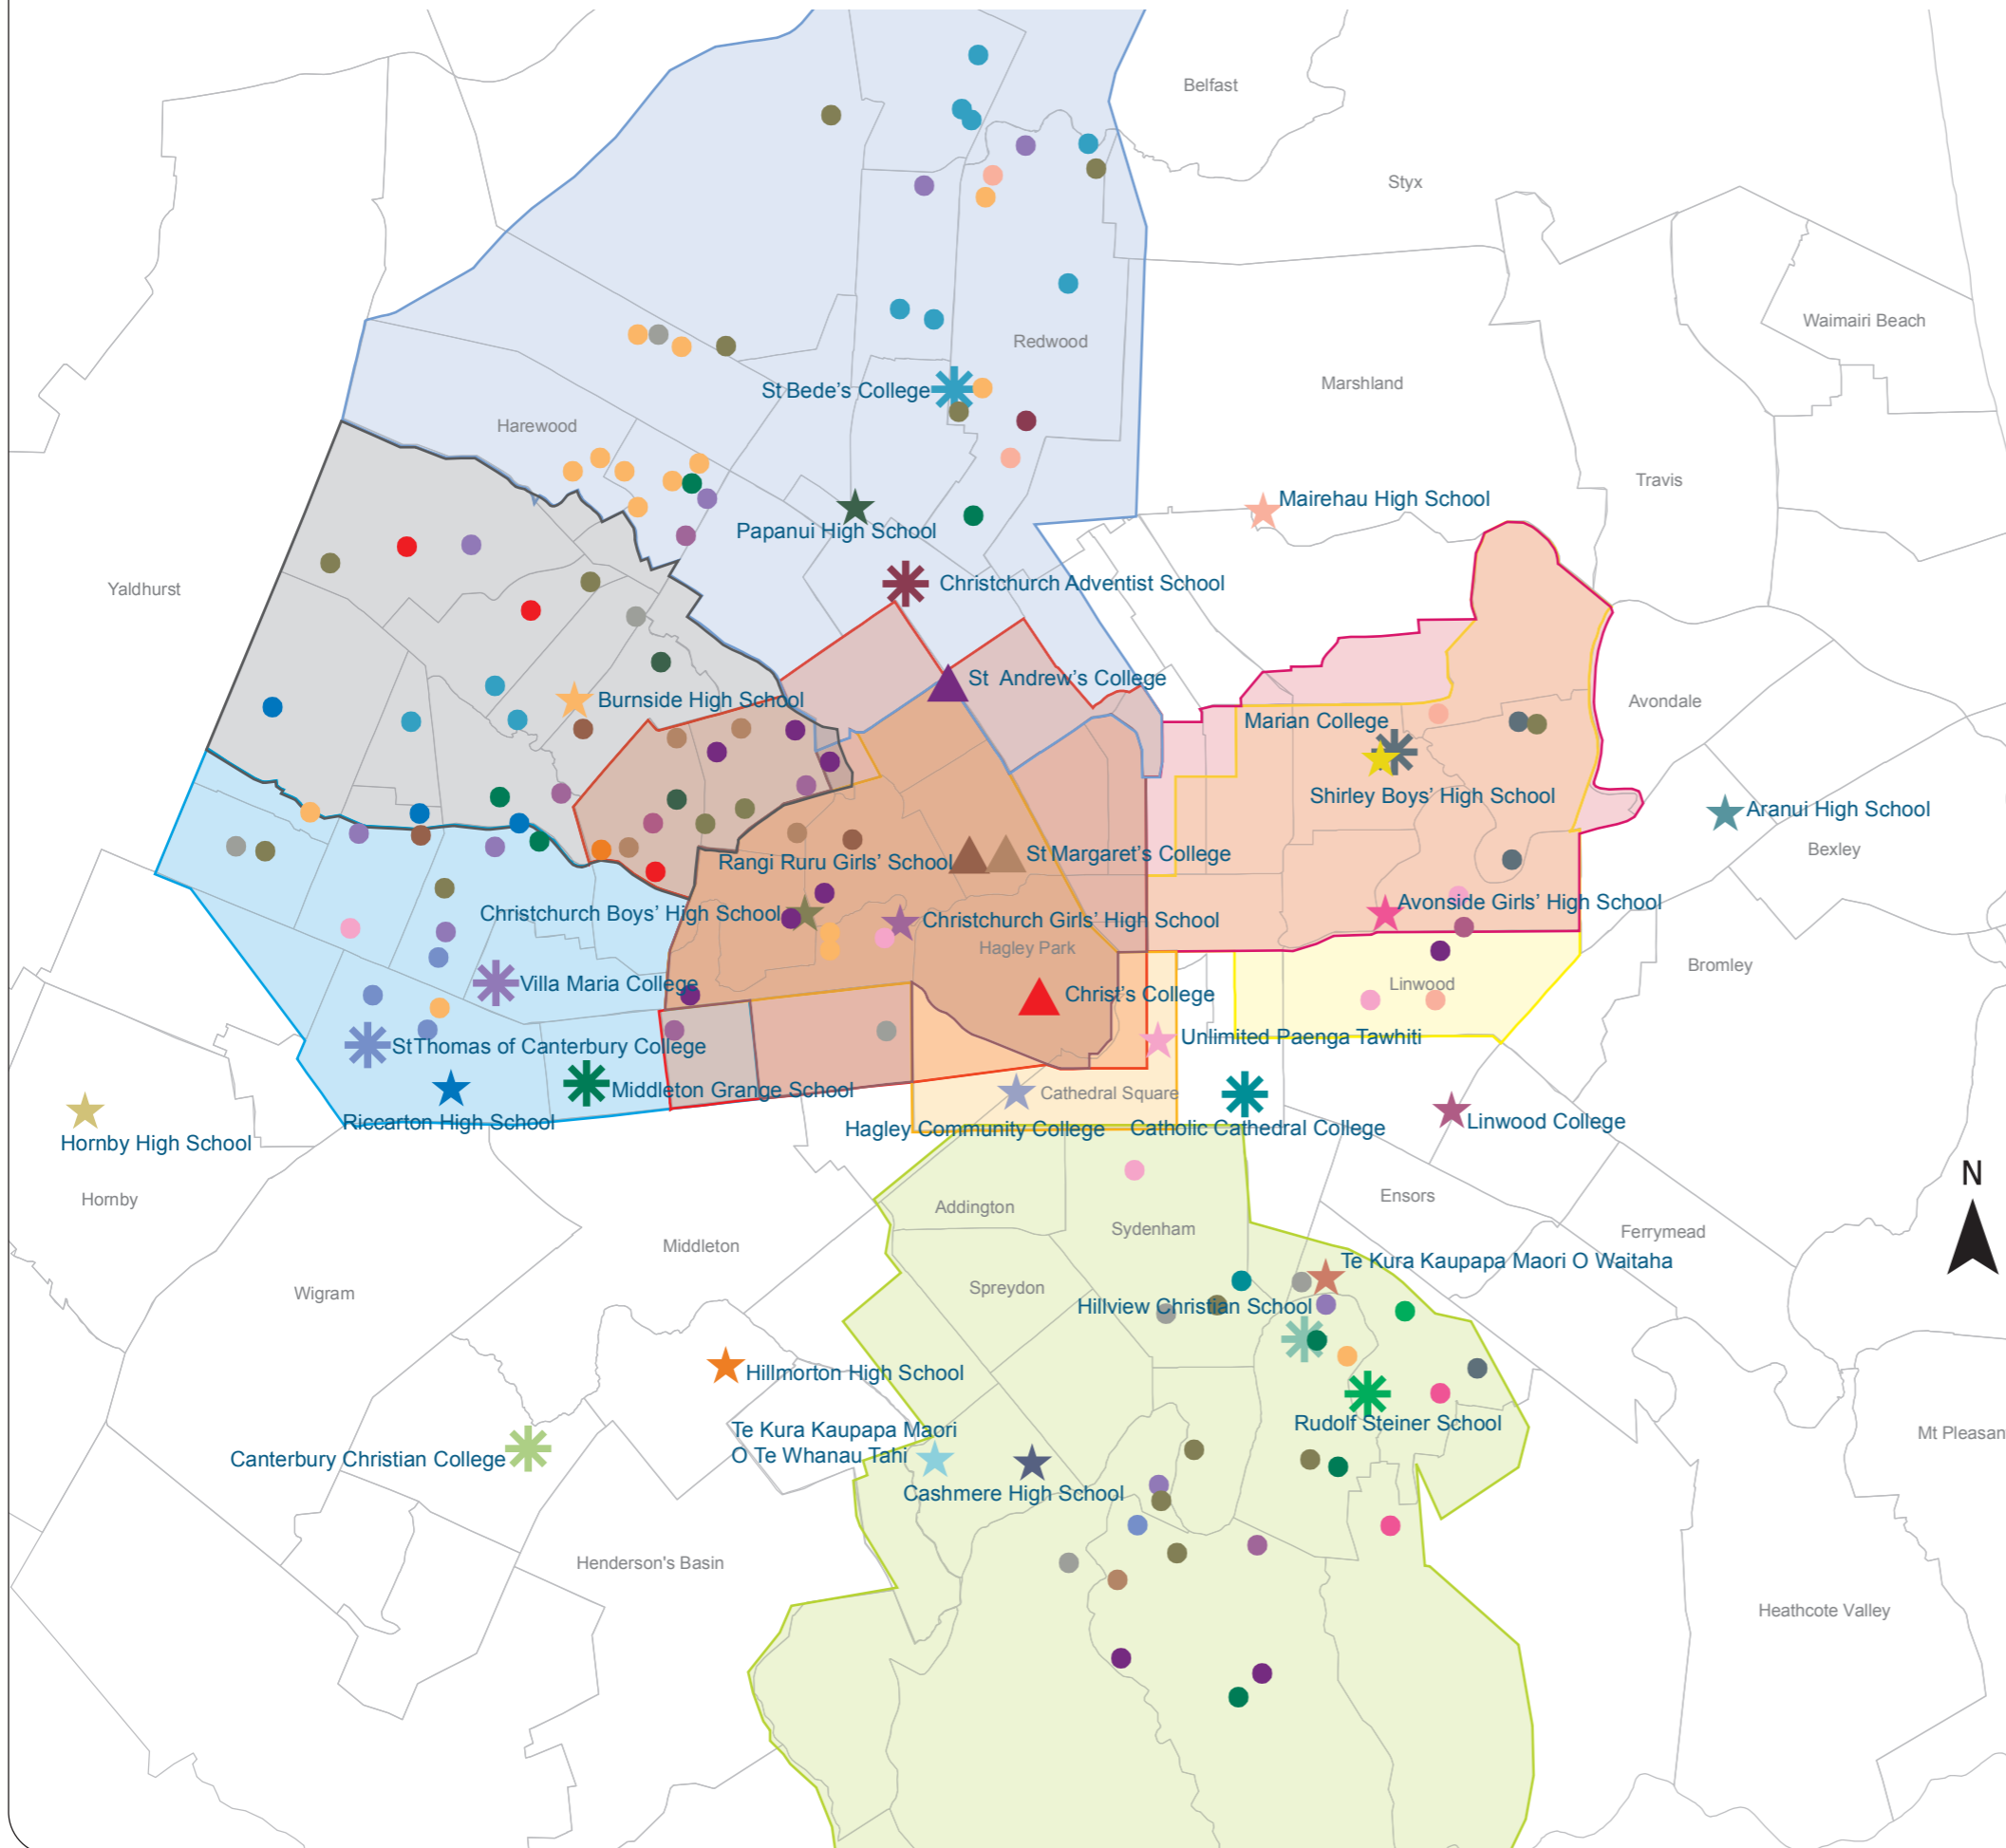 Belfast
Styx
Waimairi Beach
Redwood
Marshland
St Bede's College
Harewood
Travis
Mairehau High School
Papanui High School
Christchurch Adventist School
Yaldhurst
St Andrew's College
Burnside High School
Avondale
Marian College
Shirley Boys' High School
Aranui High School
Bexley
Rangi Ruru Girls' School
St Margaret's College
Christchurch Boys' High School
Avonside Girls' High School
Christchurch Girls' High School
Hagley Park
Bromley
Villa Maria College
Linwood
Christ's College
Unlimited Paenga Tawhiti
StThomas of Canterbury College
Middleton Grange School
Cathedral Square
Riccarton High School
Hagley Community College
Catholic Cathedral College
Linwood College
Hornby High School
N
Hornby
Addington
Ensors
Sydenham
Ferrymead
Middleton
Te Kura Kaupapa Maori O Waitaha
Wigram
Spreydon
Hillview Christian School
Hillmorton High School
Rudolf Steiner School
Te Kura Kaupapa Maori
O Te Whanau Tahi
Mt Pleasan
Canterbury Christian College
Cashmere High School
Henderson's Basin
Heathcote Valley